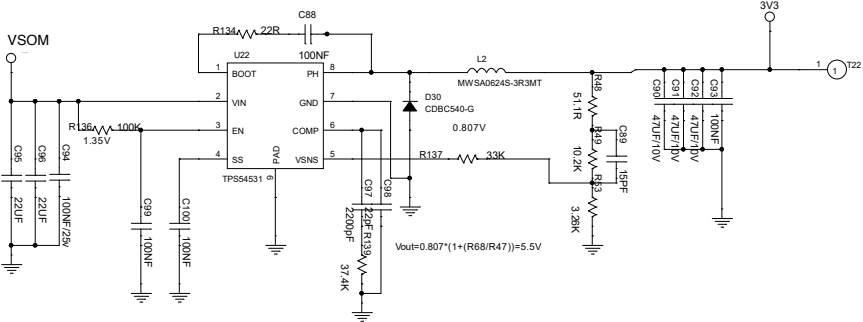 3V3
C88
R134 22R
VSOM
U22
100NF
L2
1 T22
1
1 BOOT PH 8
MWSA0624S-3R3MT
R48
51.1R
C90
47UF/10V
C91
47UF/10V
C92
47UF/10V
C93
100NF
2 VIN GND 7
D30
CDBC540-G
R136 100K
1.35V
3 EN COMP 6
0.807V
R49
10.2K
C89
15PF
4 SS VSNS 5
PAD
R137 33K
TPS54531
6
R53
3.26K
C95
22UF
C96
22UF
C94
100NF/25v
C99
100NF
C100
100NF
C97
2200pF
C98
22pF
R139
37.4K
Vout=0.807*(1+(R68/R47))=5.5V